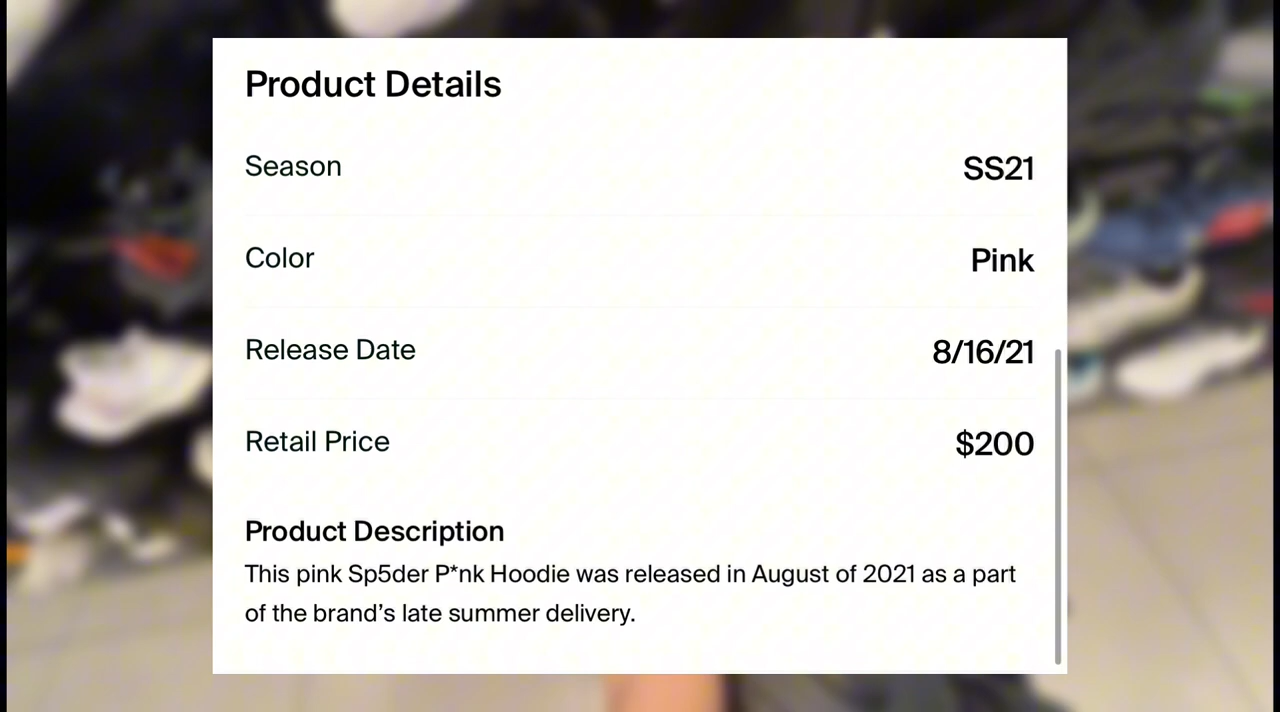 Product Details
Season SS21
Color Pink
Release Date 8/16/21
Retail Price $200
Product Description
This pink Sp5der P*nk Hoodie was released in August of 2021 as a part
of the brand’s late summer delivery.